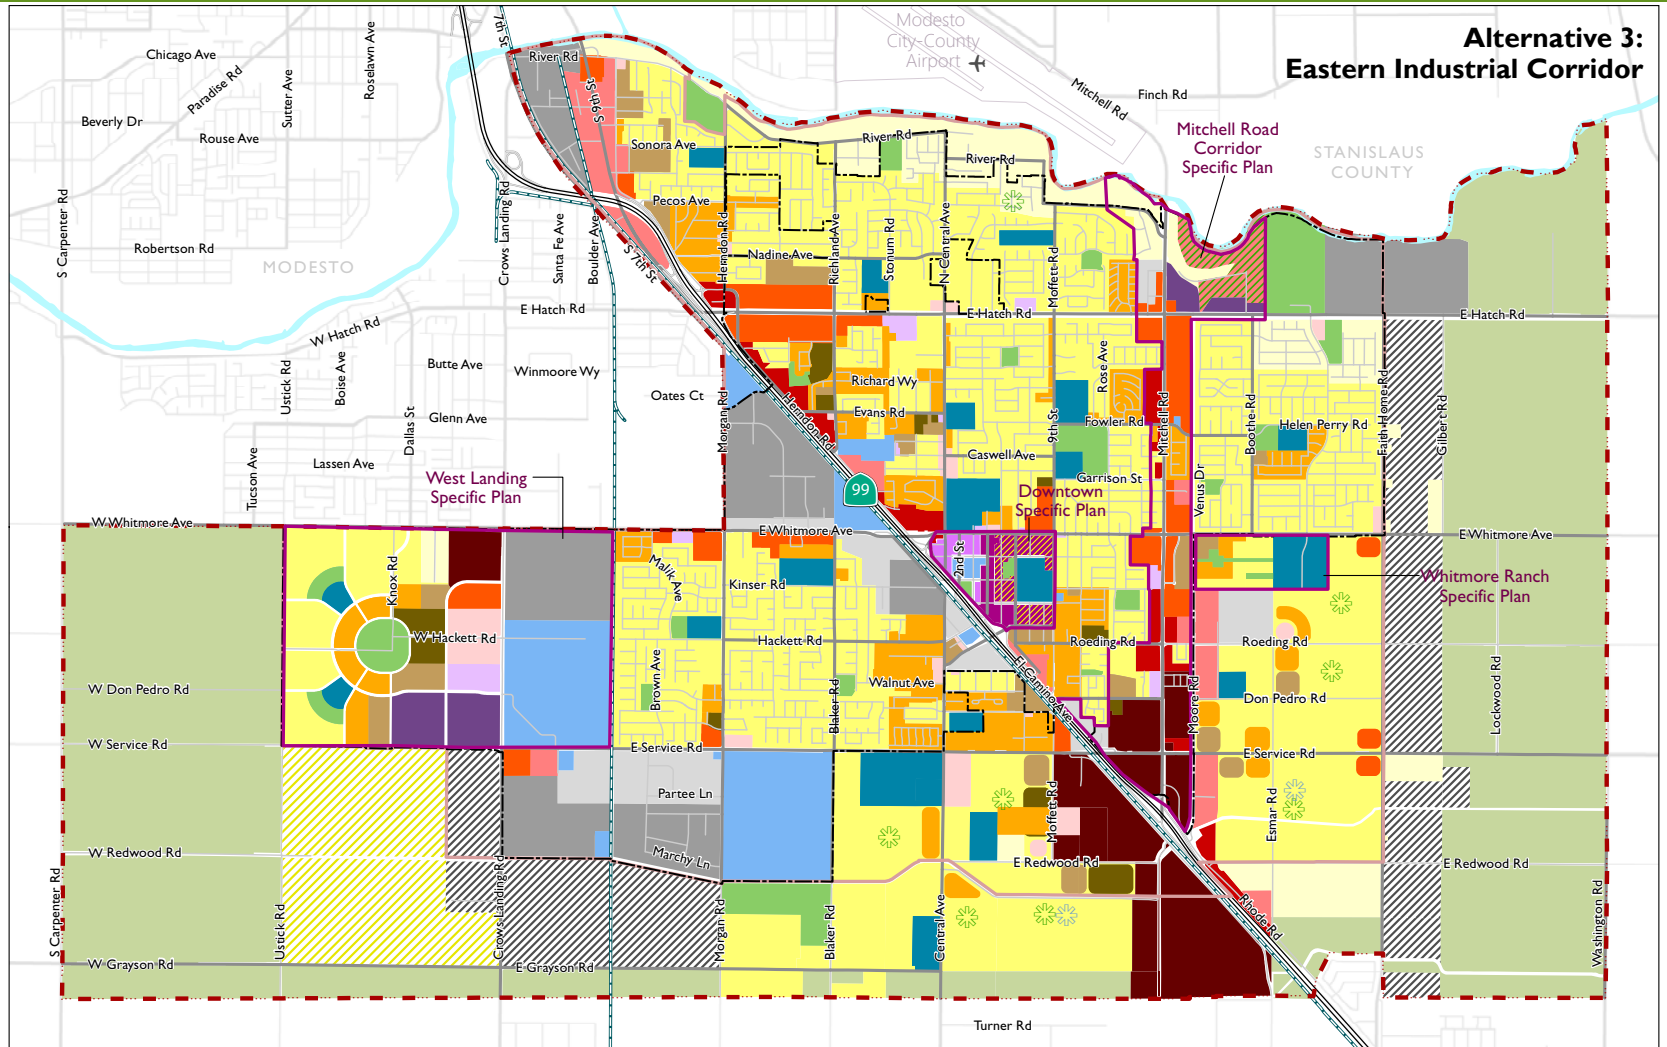 Alternative 3:
Eastern Industrial Corridor
Modesto
City-County
Airport
STANISLAUS
COUNTY
MODESTO
Mitchell Road
Corridor
Specific Plan
West Landing
Specific Plan
Downtown
Specific Plan
Whitmore Ranch
Specific Plan
99
7th St
River Rd
S 9th St
Chicago Ave
Paradise Rd
Sutter Ave
Roselawn Ave
Beverly Dr
Rouse Ave
S Carpenter Rd
Robertson Rd
Crows Landing Rd
Santa Fe Ave
Boulder Ave
S 7th St
Sonora Ave
Pecos Ave
Herndon Rd
Nadine Ave
Richland Ave
Stonum Rd
N Central Ave
River Rd
River Rd
Moffett Rd
Mitchell Rd
Finch Rd
E Hatch Rd
E Hatch Rd
E Hatch Rd
W Hatch Rd
Ustick Rd
Boise Ave
Butte Ave
Winmoore Wy
Dallas St
Glenn Ave
Lassen Ave
Tucson Ave
Oates Ct
Morgan Rd
Herndon Rd
Richard Wy
Evans Rd
Caswell Ave
9th St
Rose Ave
Fowler Rd
Garrison St
Mitchell Rd
Venus Dr
Boothe Rd
Helen Perry Rd
Faith Home Rd
Gilbert Rd
W Whitmore Ave
E Whitmore Ave
E Whitmore Ave
Knox Rd
W Hackett Rd
Malik Ave
Kinser Rd
Hackett Rd
2nd St
Brown Ave
Walnut Ave
Blaker Rd
El Camino Ave
Roeding Rd
Roeding Rd
Don Pedro Rd
Moore Rd
Lockwood Rd
W Don Pedro Rd
W Service Rd
E Service Rd
E Service Rd
Partee Ln
Marchy Ln
Moffett Rd
Esmar Rd
W Redwood Rd
E Redwood Rd
E Redwood Rd
S Carpenter Rd
Ustick Rd
Crows Landing Rd
Morgan Rd
Blaker Rd
Central Ave
Rhode Rd
Washington Rd
W Grayson Rd
E Grayson Rd
Turner Rd